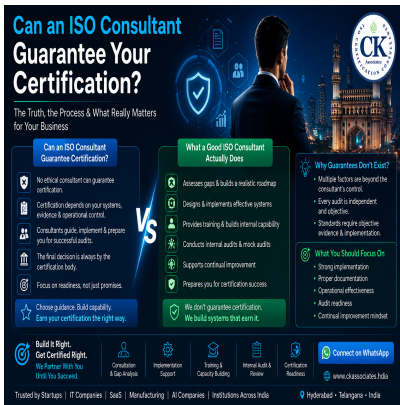 Can an ISO Consultant
Guarantee Your
Certification?
The Truth, the Process & What Really Matters
for Your Business
CK
Associates
ISO CERTIFICATION CONSULTANTS
Can an ISO Consultant
Guarantee Certification?
No ethical consultant can guarantee
certification.
Certification depends on your systems,
evidence & operational control.
Consultants guide, implement & prepare
you for successful audits.
The final decision is always by the
certification body.
Focus on readiness, not just promises.
Choose guidance. Build capability.
Earn your certification the right way.
VS
What a Good ISO Consultant
Actually Does
Assesses gaps & builds a realistic roadmap
Designs & implements effective systems
Provides training & builds internal capability
Conducts internal audits & mock audits
Supports continual improvement
Prepares you for certification success
We don't guarantee certification.
We build systems that earn it.
Why Guarantees Don't Exist?
• Multiple factors are beyond the
consultant's control.
• Every audit is independent
and objective.
• Standards require objective
evidence & implementation.
What You Should Focus On
• Strong implementation
• Proper documentation
• Operational effectiveness
• Audit readiness
• Continual improvement mindset
Build It Right.
Get Certified Right.
We Partner With You
Until You Succeed.
Consultation
& Gap Analysis
Implementation
Support
Training &
Capacity Building
Internal Audit &
Review
Certification
Readiness
Connect on WhatsApp
www.ckassociates.hdia
Trusted by Startups | IT Companies | SaaS | Manufacturing | AI Companies | Institutions Across India
Hyderabad • Telangana • India